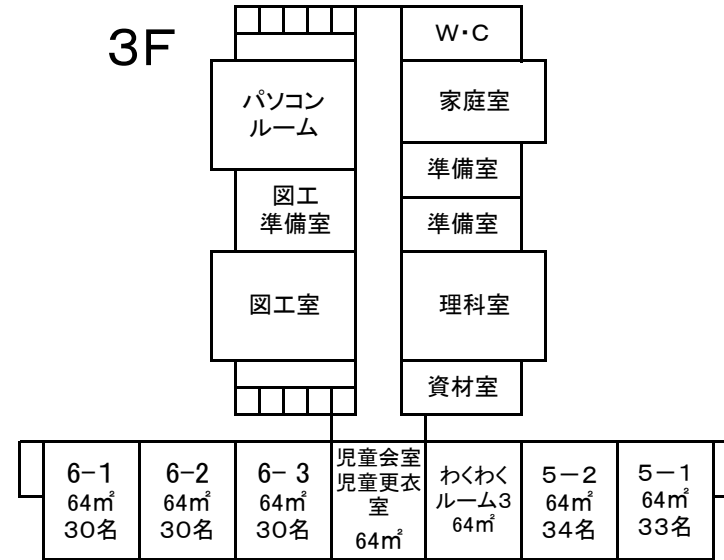 3F
W・C
パソコン
ルーム
家庭室
準備室
図工
準備室
準備室
図工室
理科室
資材室
6-1
64㎡
30名
6-2
64㎡
30名
6-3
64㎡
30名
児童会室
児童更衣
室
64㎡
わくわく
ルーム3
64㎡
5-2
64㎡
34名
5-1
64㎡
33名